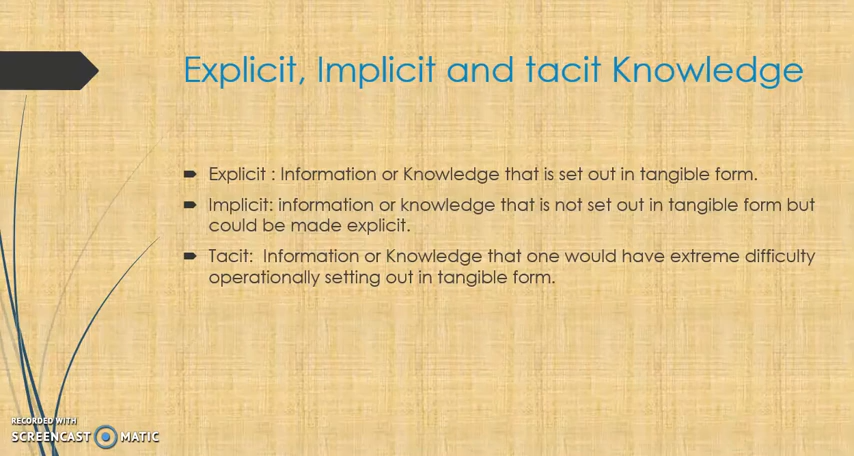 Explicit, Implicit and tacit Knowledge
Explicit : Information or Knowledge that is set out in tangible form.
Implicit: information or knowledge that is not set out in tangible form but
could be made explicit.
Tacit:  Information or Knowledge that one would have extreme difficulty
operationally setting out in tangible form.
RECORDED WITH
SCREENCAST MATIC